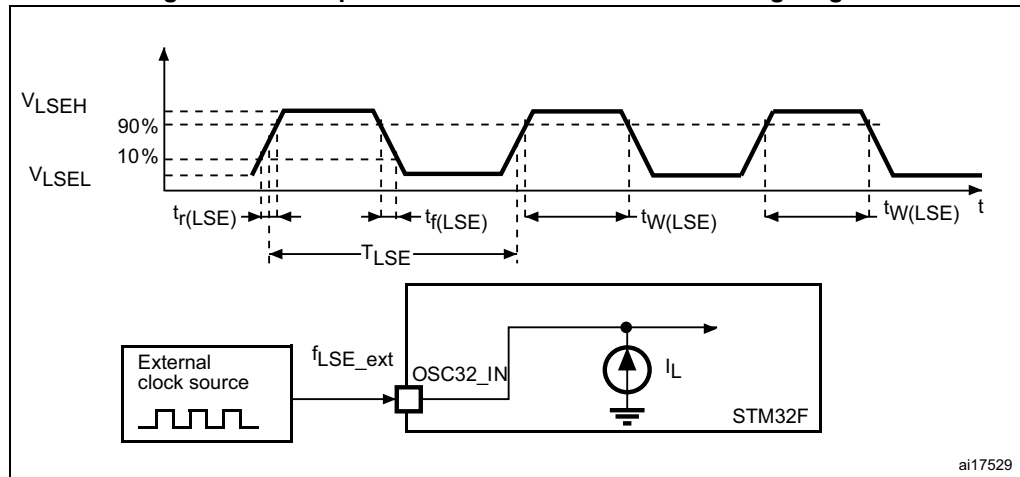 VLSEH
90%
10%
VLSEL
tr(LSE)
tf(LSE)
tW(LSE)
tW(LSE)
t
TLSE
External
clock source
fLSE_ext
OSC32_IN
IL
STM32F
ai17529